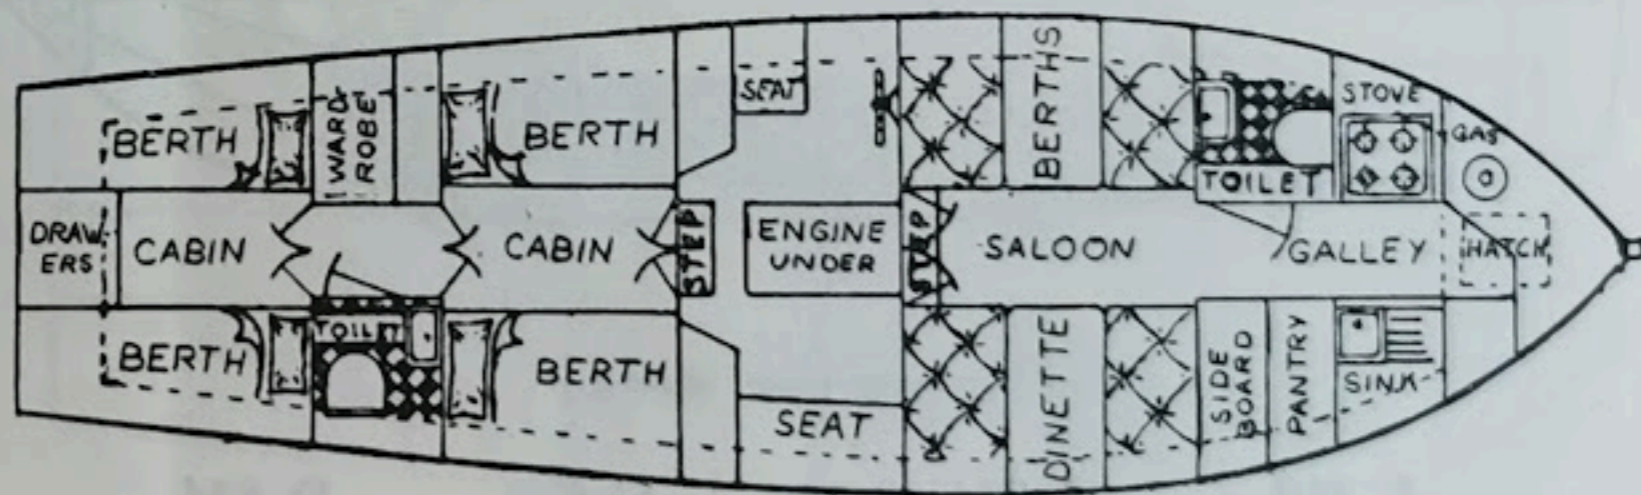 BERTH
WARD
ROBE
BERTH
SEAT
BERTHS
TOILET
STOVE
GAS
DRAW-
ERS
CABIN
CABIN
STEP
ENGINE
UNDER
STEP
SALOON
GALLEY
HATCH
BERTH
TOILET
BERTH
SEAT
DINETTE
SIDE
BOARD
PANTRY
SINK